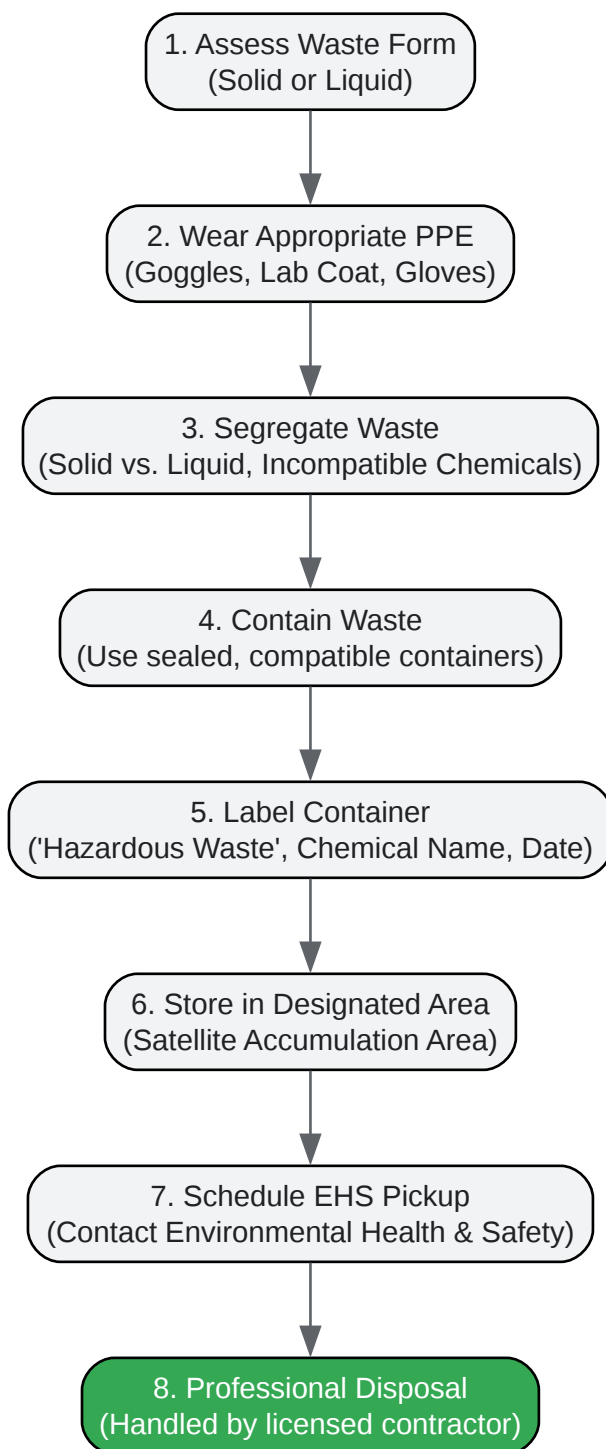 1. Assess Waste Form
(Solid or Liquid)
2. Wear Appropriate PPE
(Goggles, Lab Coat, Gloves)
3. Segregate Waste
(Solid vs. Liquid, Incompatible Chemicals)
4. Contain Waste
(Use sealed, compatible containers)
5. Label Container
('Hazardous Waste', Chemical Name, Date)
6. Store in Designated Area
(Satellite Accumulation Area)
7. Schedule EHS Pickup
(Contact Environmental Health & Safety)
8. Professional Disposal
(Handled by licensed contractor)